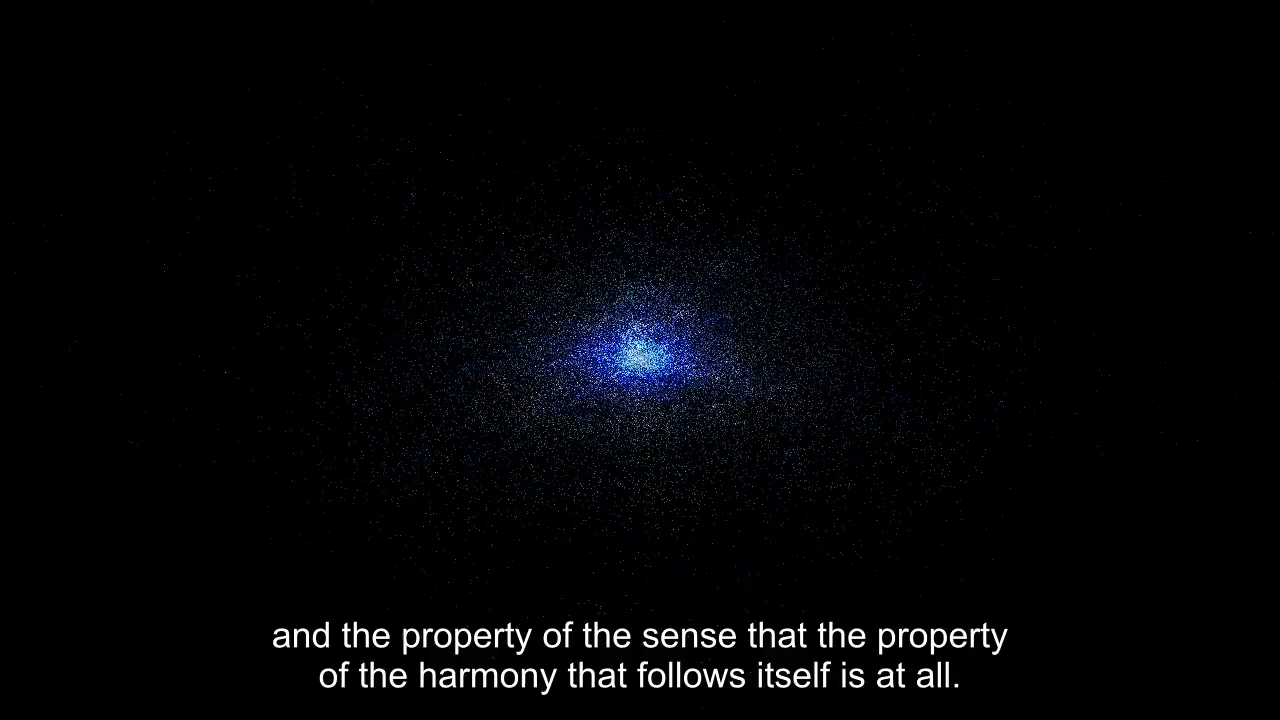 and the property of the sense that the property
of the harmony that follows itself is at all.